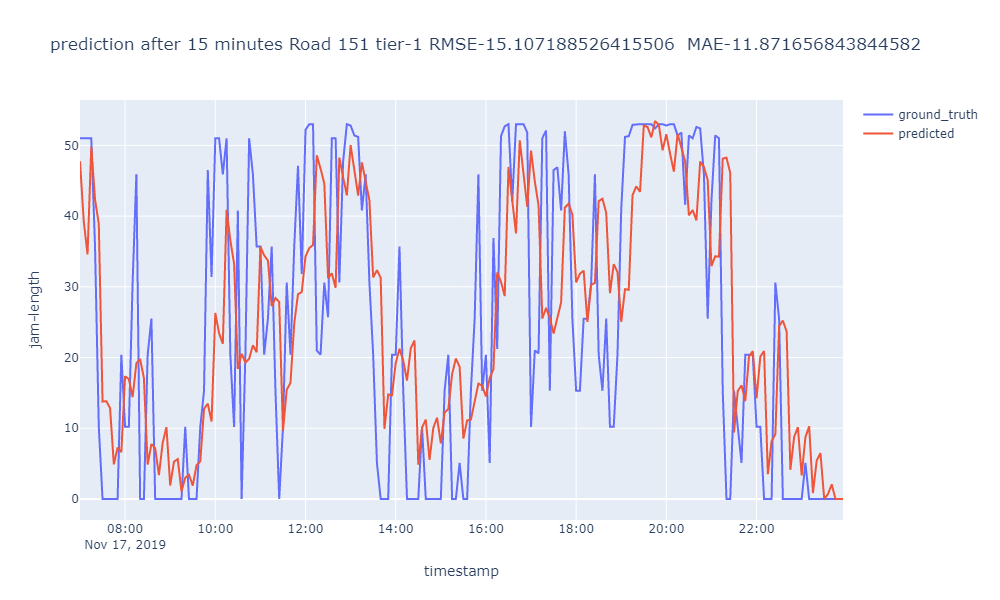 prediction after 15 minutes Road 151 tier-1 RMSE-15.107188526415506  MAE-11.871656843844582
ground_truth
predicted
jam-length
50
40
30
20
10
0
08:00 10:00 12:00 14:00 16:00 18:00 20:00 22:00
Nov 17, 2019
timestamp